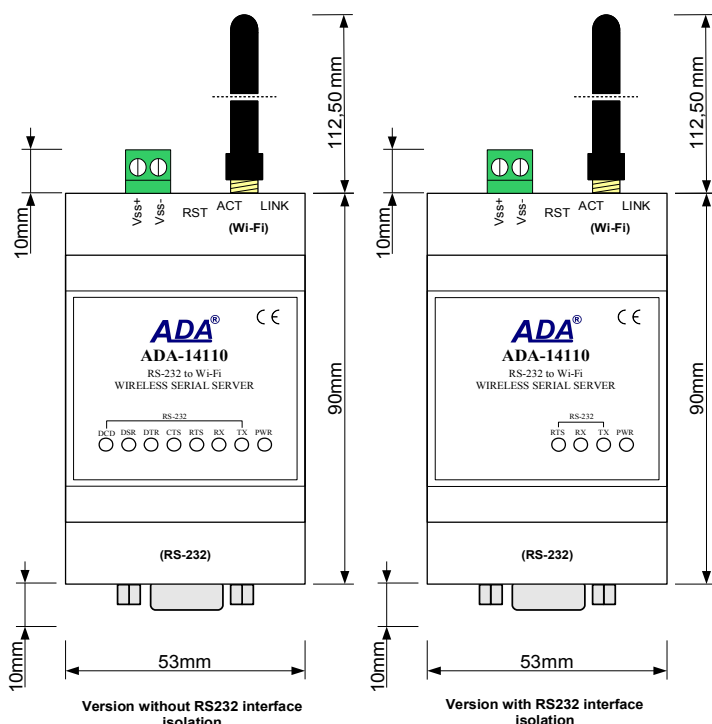 112,50 mm
10mm
Vss+
Vss-
RST
ACT
LINK
(Wi-Fi)
CE
ADA®
ADA-14110
RS-232 to Wi-Fi
WIRELESS SERIAL SERVER
RS-232
DCD DSR DTR CTS RTS RX TX PWR
90mm
(RS-232)
10mm
53mm
Version without RS232 interface
isolation
112,50 mm
10mm
Vss+
Vss-
RST
ACT
LINK
(Wi-Fi)
CE
ADA®
ADA-14110
RS-232 to Wi-Fi
WIRELESS SERIAL SERVER
RS-232
RTS RX TX PWR
90mm
(RS-232)
10mm
53mm
Version with RS232 interface
isolation